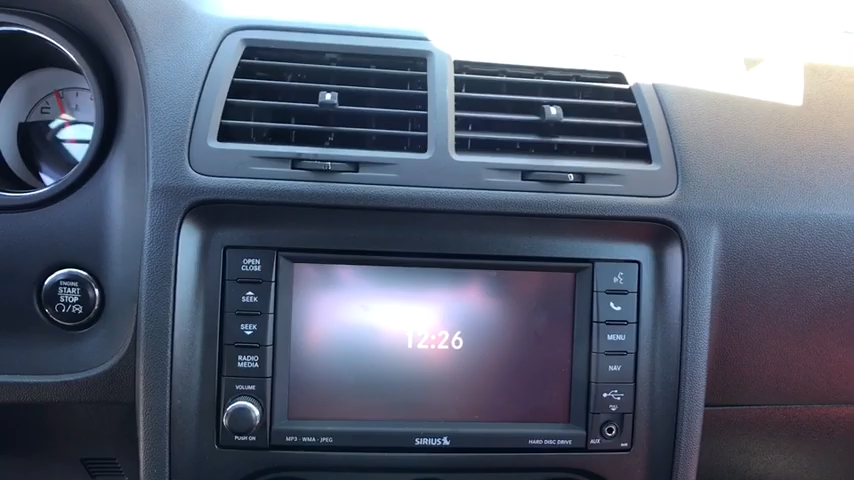 ENGINE
START
STOP
OPEN
CLOSE
SEEK
SEEK
RADIO
MEDIA
VOLUME
PUSH ON
12:26
MENU
NAV
PULL
AUX
MP3 - WMA - JPEG
SIRIUS
HARD DISC DRIVE